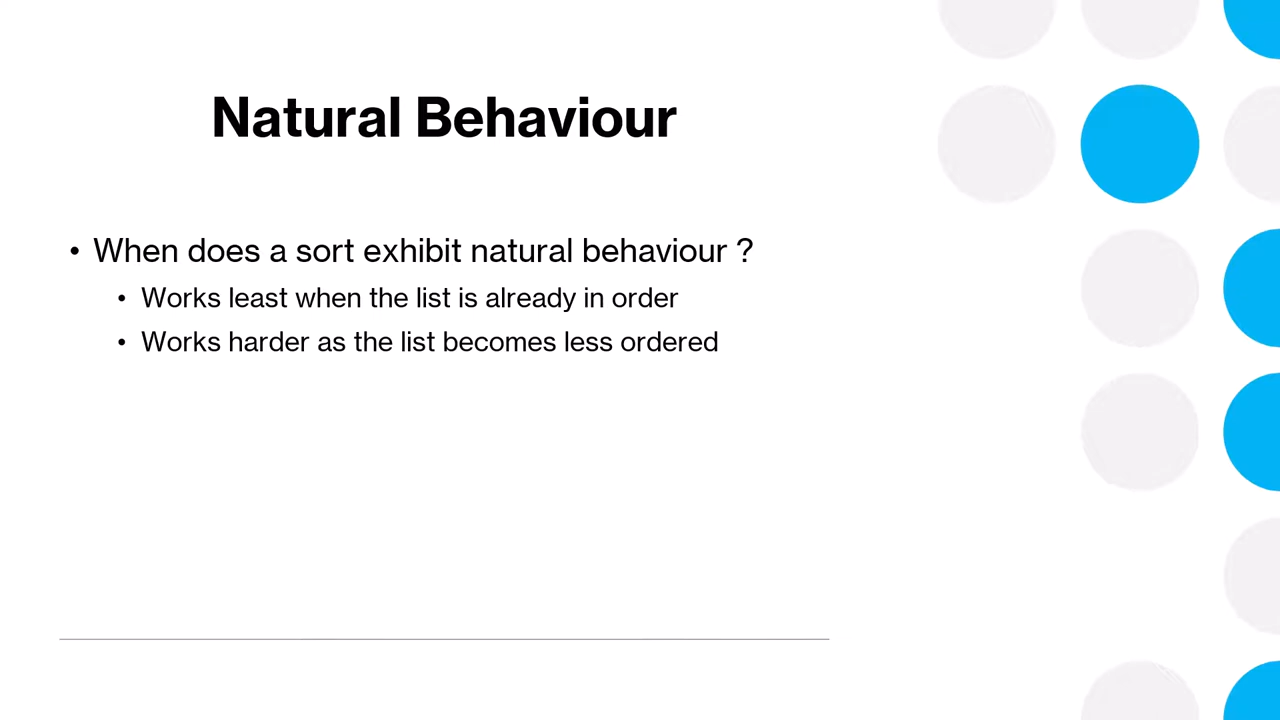 Natural Behaviour
• When does a sort exhibit natural behaviour ?
• Works least when the list is already in order
• Works harder as the list becomes less ordered